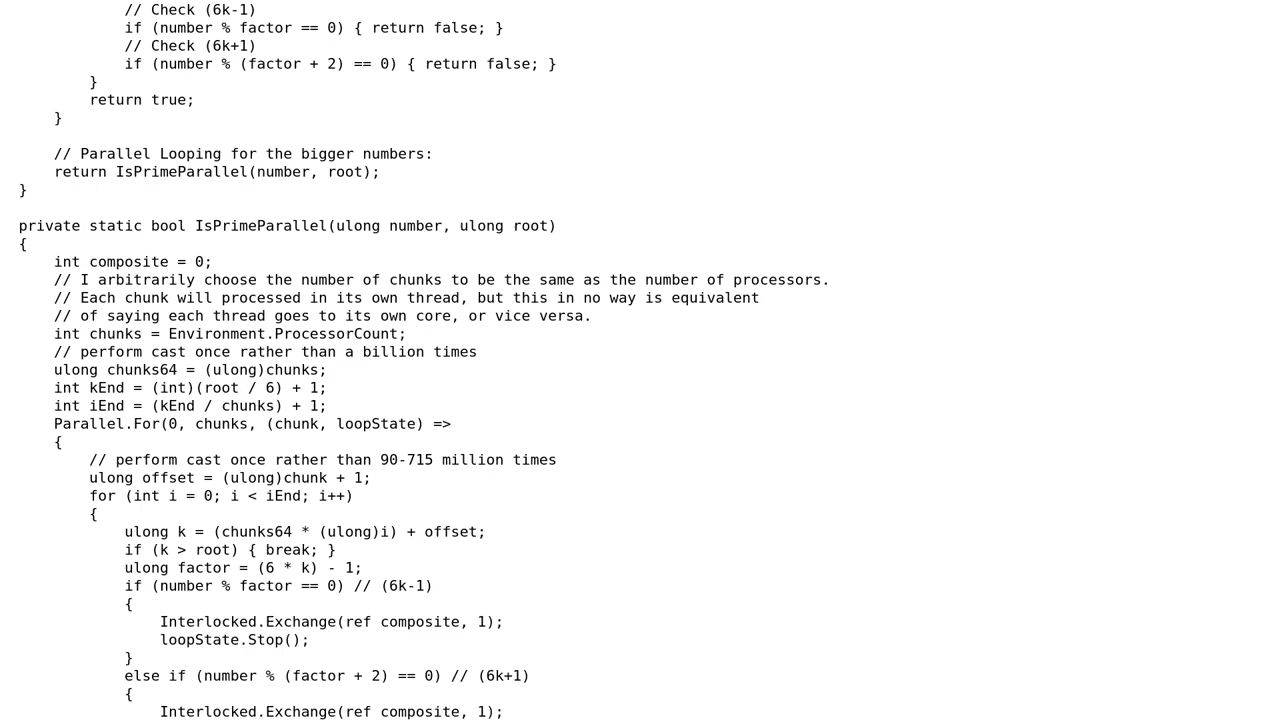 // Check (6k-1)
if (number % factor == 0) { return false; }
// Check (6k+1)
if (number % (factor + 2) == 0) { return false; }
}
return true;
}
// Parallel Looping for the bigger numbers:
return IsPrimeParallel(number, root);
}
private static bool IsPrimeParallel(ulong number, ulong root)
{
int composite = 0;
// I arbitrarily choose the number of chunks to be the same as the number of processors.
// Each chunk will processed in its own thread, but this in no way is equivalent
// of saying each thread goes to its own core, or vice versa.
int chunks = Environment.ProcessorCount;
// perform cast once rather than a billion times
ulong chunks64 = (ulong)chunks;
int kEnd = (int)(root / 6) + 1;
int iEnd = (kEnd / chunks) + 1;
Parallel.For(0, chunks, (chunk, loopState) =>
{
// perform cast once rather than 90-715 million times
ulong offset = (ulong)chunk + 1;
for (int i = 0; i < iEnd; i++)
{
ulong k = (chunks64 * (ulong)i) + offset;
if (k > root) { break; }
ulong factor = (6 * k) - 1;
if (number % factor == 0) // (6k-1)
{
Interlocked.Exchange(ref composite, 1);
loopState.Stop();
}
else if (number % (factor + 2) == 0) // (6k+1)
{
Interlocked.Exchange(ref composite, 1);